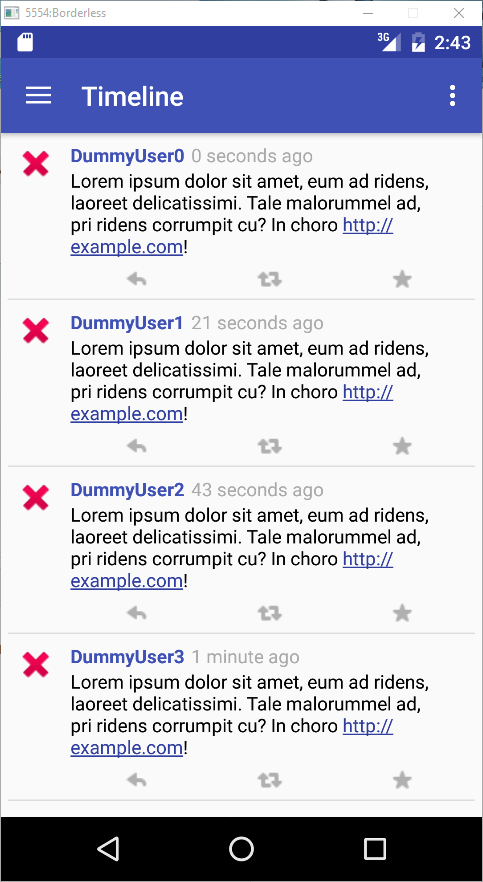 5554:Borderless
3G 2:43
Timeline
DummyUser0 0 seconds ago
Lorem ipsum dolor sit amet, eum ad ridens,
laoreet delicatissimi. Tale malorummel ad,
pri ridens corrumpit cu? In choro http://
example.com!
DummyUser1 21 seconds ago
Lorem ipsum dolor sit amet, eum ad ridens,
laoreet delicatissimi. Tale malorummel ad,
pri ridens corrumpit cu? In choro http://
example.com!
DummyUser2 43 seconds ago
Lorem ipsum dolor sit amet, eum ad ridens,
laoreet delicatissimi. Tale malorummel ad,
pri ridens corrumpit cu? In choro http://
example.com!
DummyUser3 1 minute ago
Lorem ipsum dolor sit amet, eum ad ridens,
laoreet delicatissimi. Tale malorummel ad,
pri ridens corrumpit cu? In choro http://
example.com!